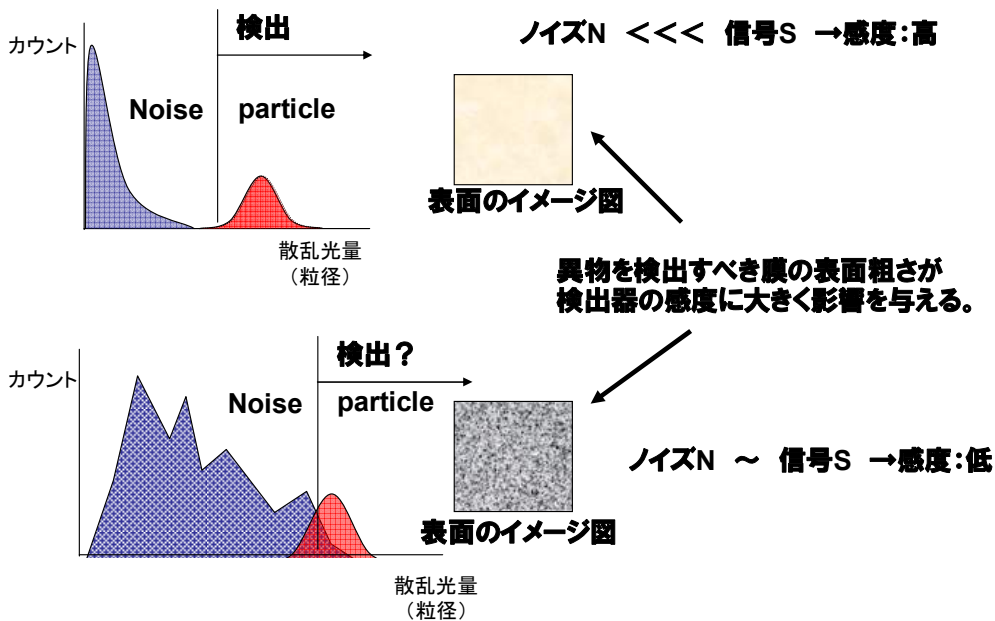 検出
ノイズN <<< 信号S →感度：高
カウント
Noise
particle
表面のイメージ図
散乱光量
（粒径）
異物を検出すべき膜の表面粗さが
検出器の感度に大きく影響を与える。
検出？
カウント
Noise
particle
ノイズN ～ 信号S →感度：低
表面のイメージ図
散乱光量
（粒径）